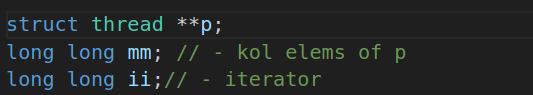 struct thread **p;
long long mm; // - kol elems of p
long long ii;// - iterator